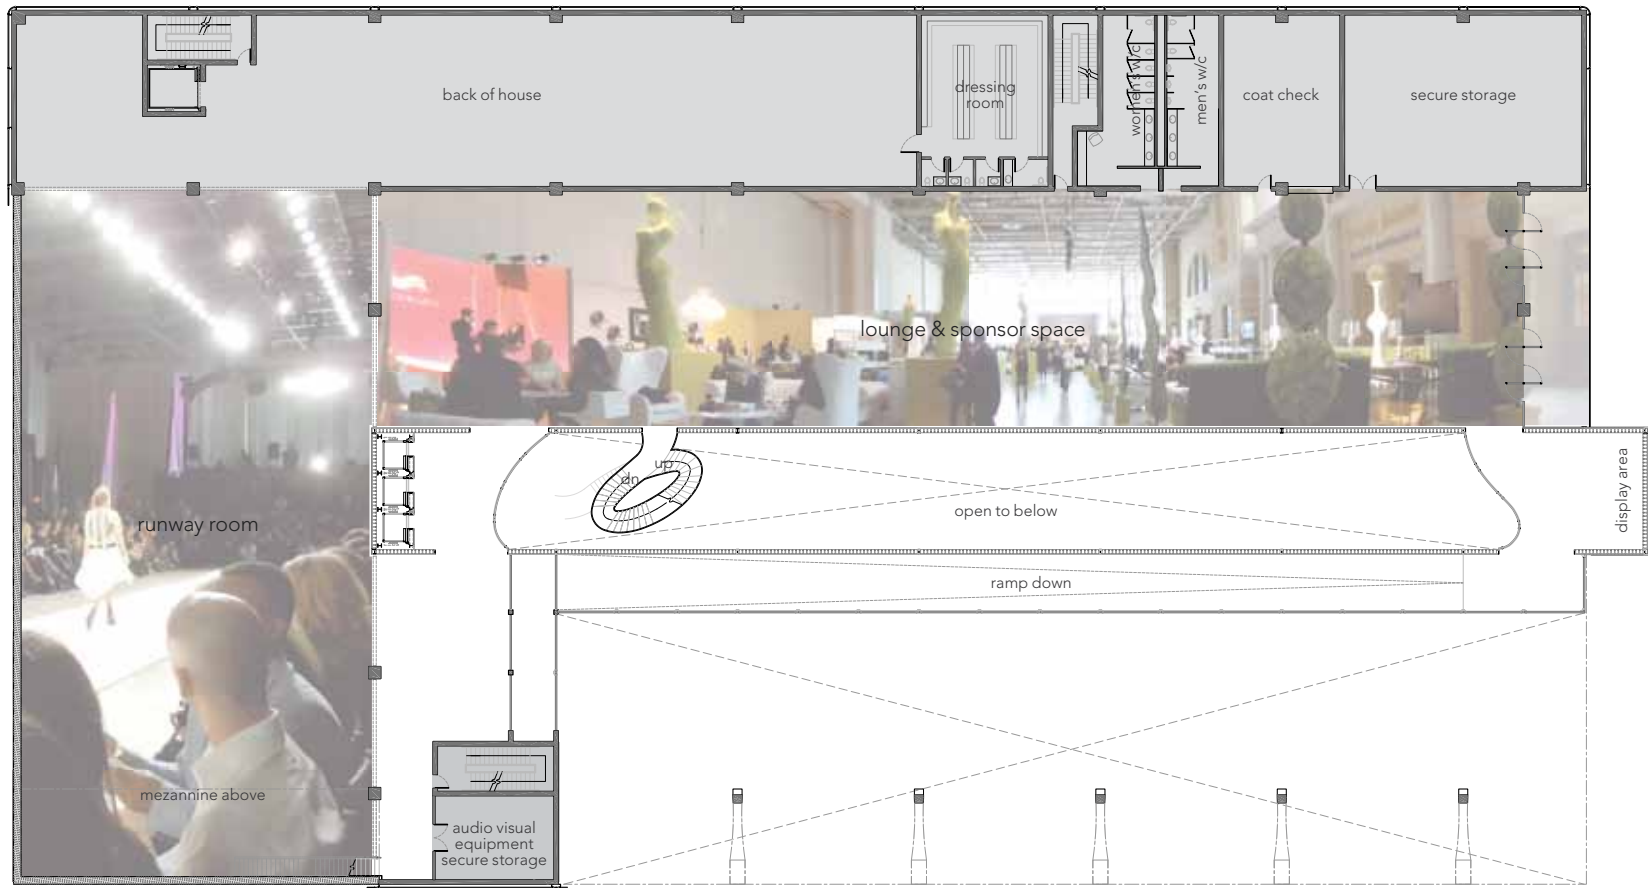 back of house
dressing
room
women's w/c
men's w/c
coat check
secure storage
lounge & sponsor space
runway room
up
dn
open to below
display area
ramp down
mezannine above
audio visual
equipment
secure storage